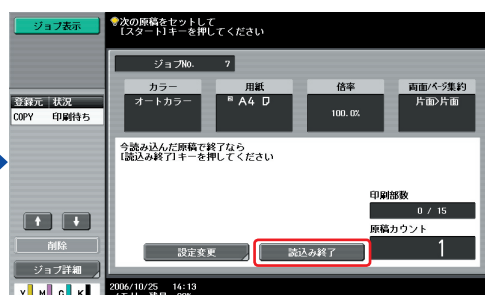 ジョブ表示
次の原稿をセットして
[スタート]キーを押してください
ジョブNo. 7
カラー 用紙 倍率 両面/ページ集約
オートカラー A4 100.0% 片面>片面
登録元 状況
COPY 印刷待ち
今読み込んだ原稿で終了なら
[読込み終了]キーを押してください
印刷部数
0 / 15
原稿カウント
1
削除
設定変更 読込み終了
ジョブ詳細
2006/10/25 14:13
Y M C K